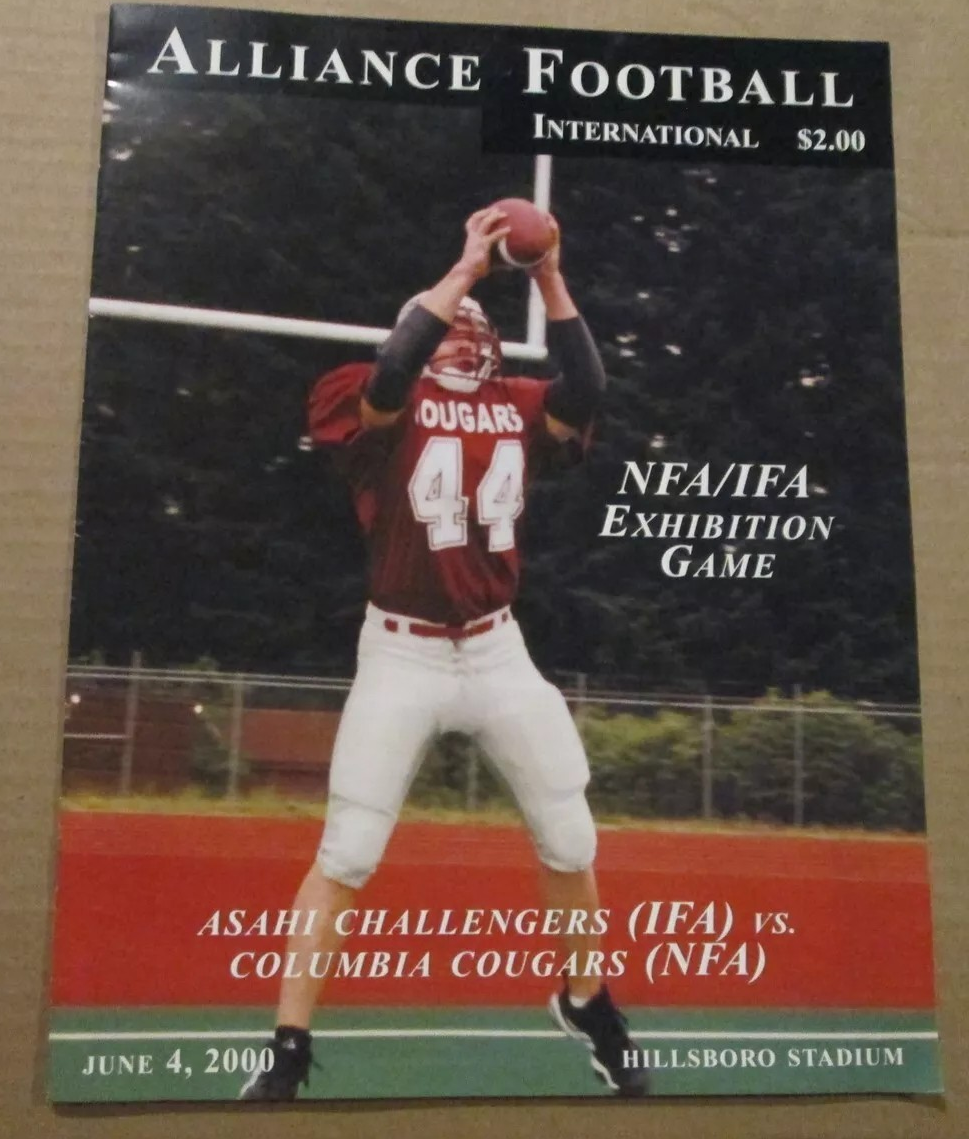 ALLIANCE FOOTBALL
INTERNATIONAL $2.00
OUGARS
44
NFA/IFA
EXHIBITION
GAME
ASAHI CHALLENGERS (IFA) VS.
COLUMBIA COUGARS (NFA)
JUNE 4, 2000 HILLSBORO STADIUM